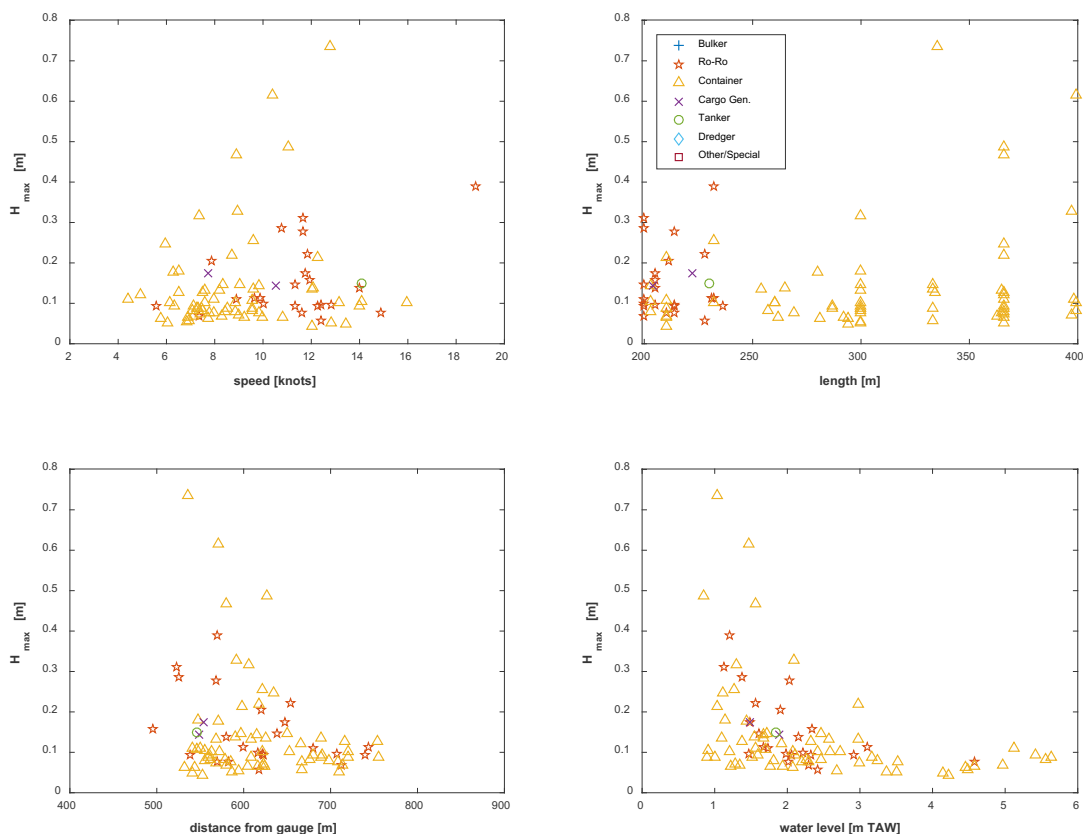 0.8
0.7
0.6
0.5
0.4
0.3
0.2
0.1
0
H max [m]
2 4 6 8 10 12 14 16 18 20
speed [knots]
0.8
0.7
0.6
0.5
0.4
0.3
0.2
0.1
0
H max [m]
Bulker
Ro-Ro
Container
Cargo Gen.
Tanker
Dredger
Other/Special
200 250 300 350 400
length [m]
0.8
0.7
0.6
0.5
0.4
0.3
0.2
0.1
0
H max [m]
400 500 600 700 800 900
distance from gauge [m]
0.8
0.7
0.6
0.5
0.4
0.3
0.2
0.1
0
H max [m]
0 1 2 3 4 5 6
water level [m TAW]